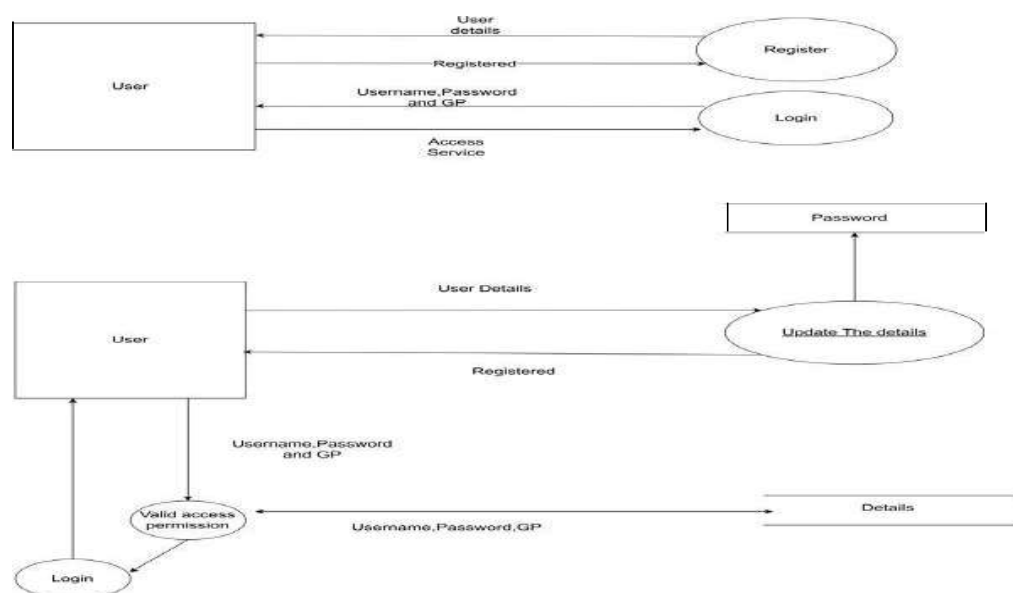 User
details
Register
User
Registered
Username,Password
and GP
Login
Access
Service
Password
User Details
Update The details
User
Registered
Username,Password
and GP
Valid access
permission
Username,Password,GP
Details
Login